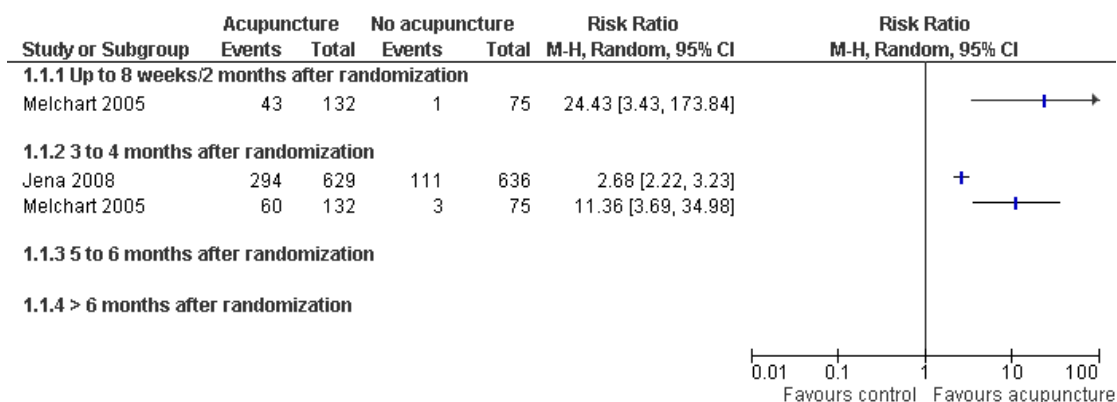 Acupuncture No acupuncture Risk Ratio Risk Ratio
Study or Subgroup Events Total Events Total M-H, Random, 95% CI M-H, Random, 95% CI
1.1.1 Up to 8 weeks/2 months after randomization
Melchart 2005 43 132 1 75 24.43 [3.43, 173.84]
1.1.2 3 to 4 months after randomization
Jena 2008 294 629 111 636 2.68 [2.22, 3.23]
Melchart 2005 60 132 3 75 11.36 [3.69, 34.98]
1.1.3 5 to 6 months after randomization
1.1.4 > 6 months after randomization
0.01 0.1 1 10 100
Favours control Favours acupuncture